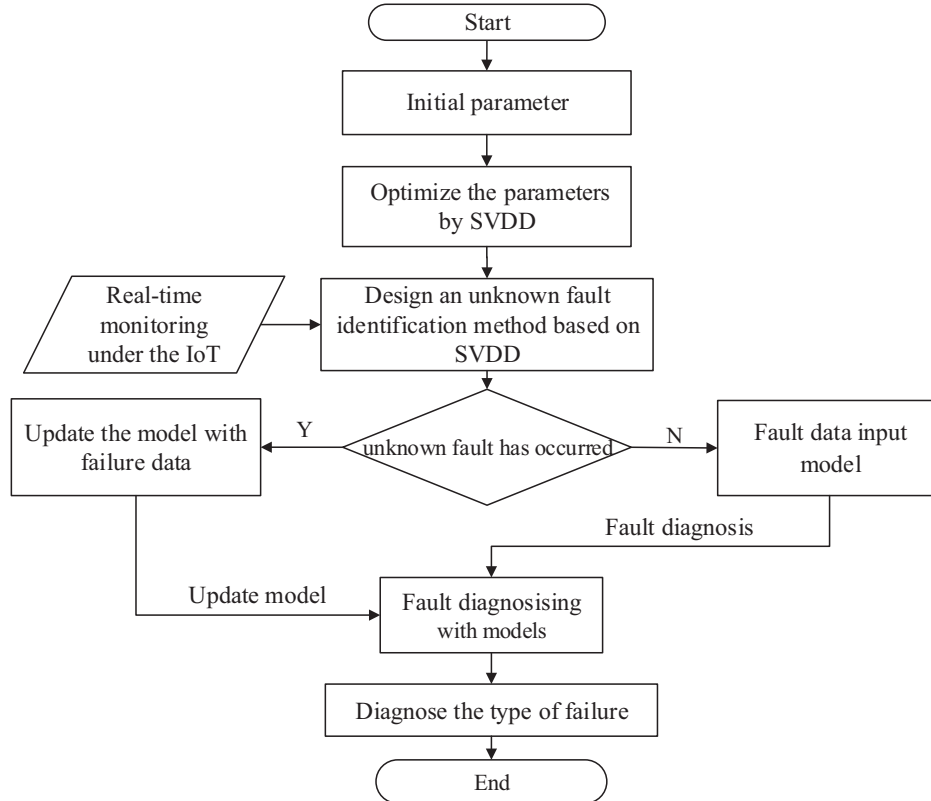 Start
Initial parameter
Optimize the parameters
by SVDD
Real-time
monitoring
under the IoT
Design an unknown fault
identification method based on
SVDD
Update the model with
failure data
Y
unknown fault has occurred
N
Fault data input
model
Fault diagnosis
Update model
Fault diagnosising
with models
Diagnose the type of failure
End